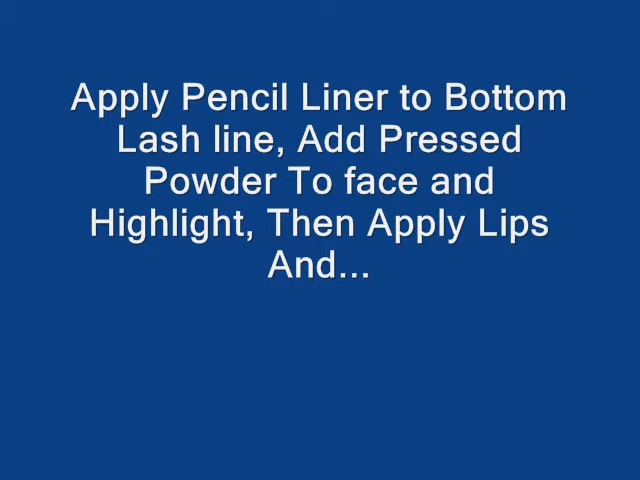 Apply Pencil Liner to Bottom
Lash line, Add Pressed
Powder To face and
Highlight, Then Apply Lips
And...